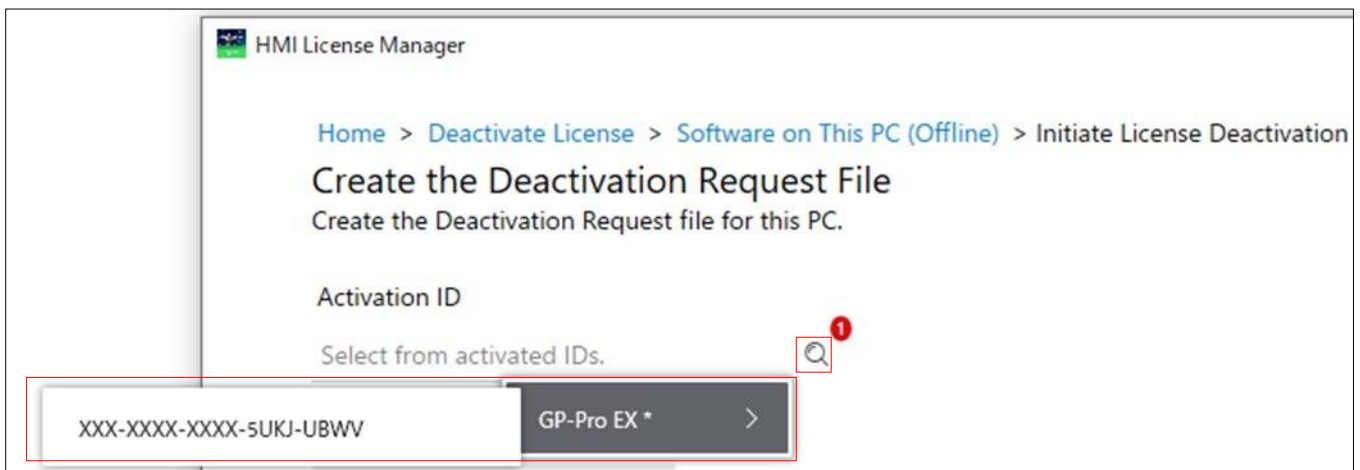 HMI License Manager
Home > Deactivate License > Software on This PC (Offline) > Initiate License Deactivation
Create the Deactivation Request File
Create the Deactivation Request file for this PC.
Activation ID
1
Select from activated IDs.
XXX-XXXX-XXXX-5UKJ-UBWV
GP-Pro EX * >